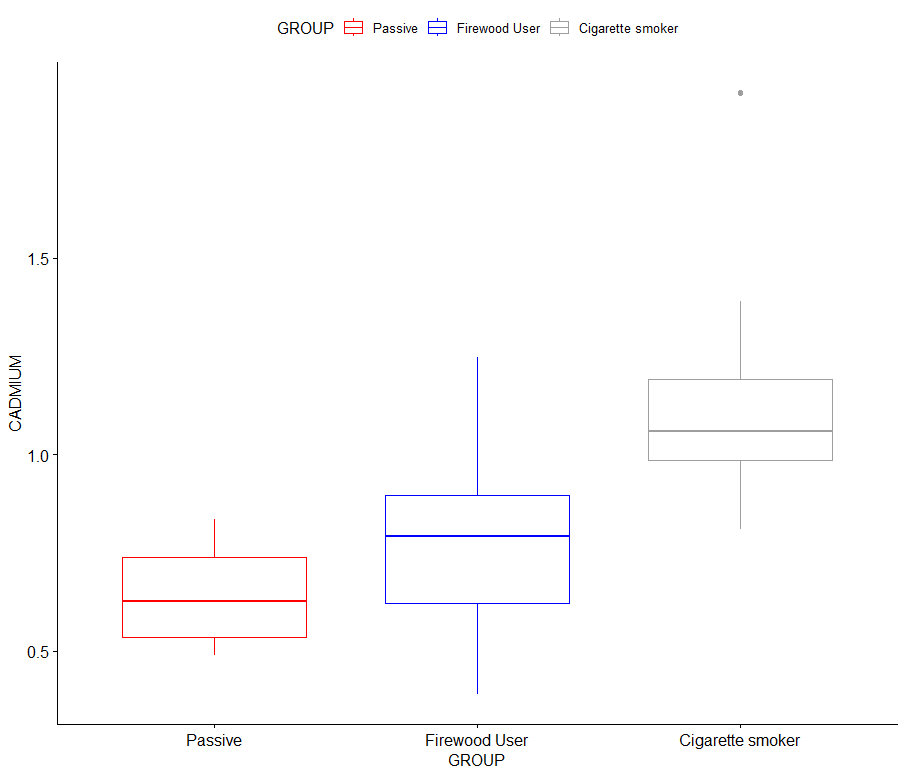 GROUP Passive Firewood User Cigarette smoker
CADMIUM
1.5
1.0
0.5
Passive Firewood User Cigarette smoker
GROUP